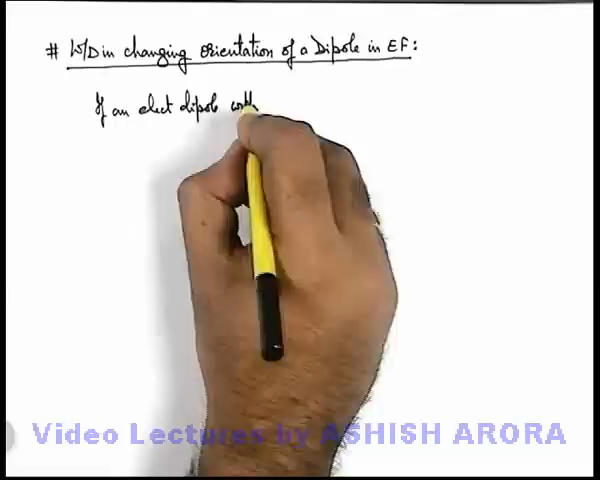 # W/D in changing orientation of a Dipole in EF:
If an elect dipole with
Video Lectures by ASHISH ARORA